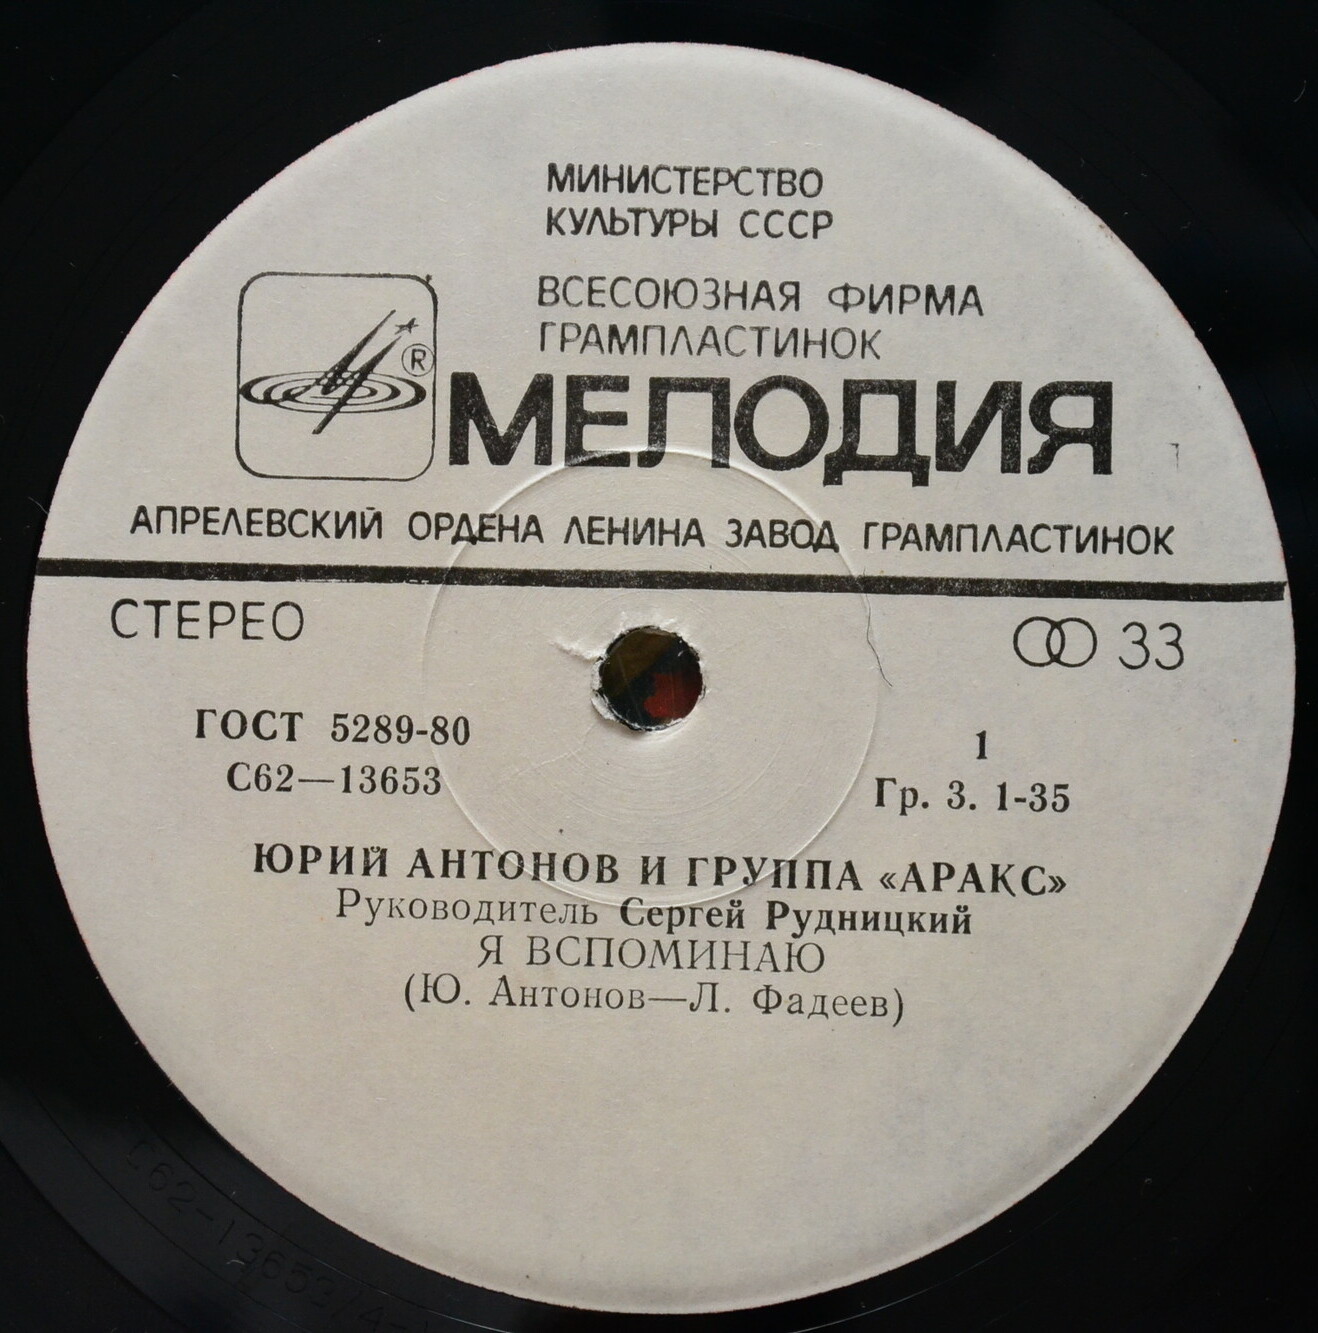 МИНИСТЕРСТВО
КУЛЬТУРЫ СССР
ВСЕСОЮЗНАЯ ФИРМА
ГРАМПЛАСТИНОК
®
МЕЛОДИЯ
АПРЕЛЕВСКИЙ ОРДЕНА ЛЕНИНА ЗАВОД ГРАМПЛАСТИНОК
СТЕРЕО
33
ГОСТ 5289-80
С62—13653
1
Гр. 3. 1-35
ЮРИЙ АНТОНОВ И ГРУППА «АРАКС»
Руководитель Сергей Рудницкий
Я ВСПОМИНАЮ
(Ю. Антонов—Л. Фадеев)